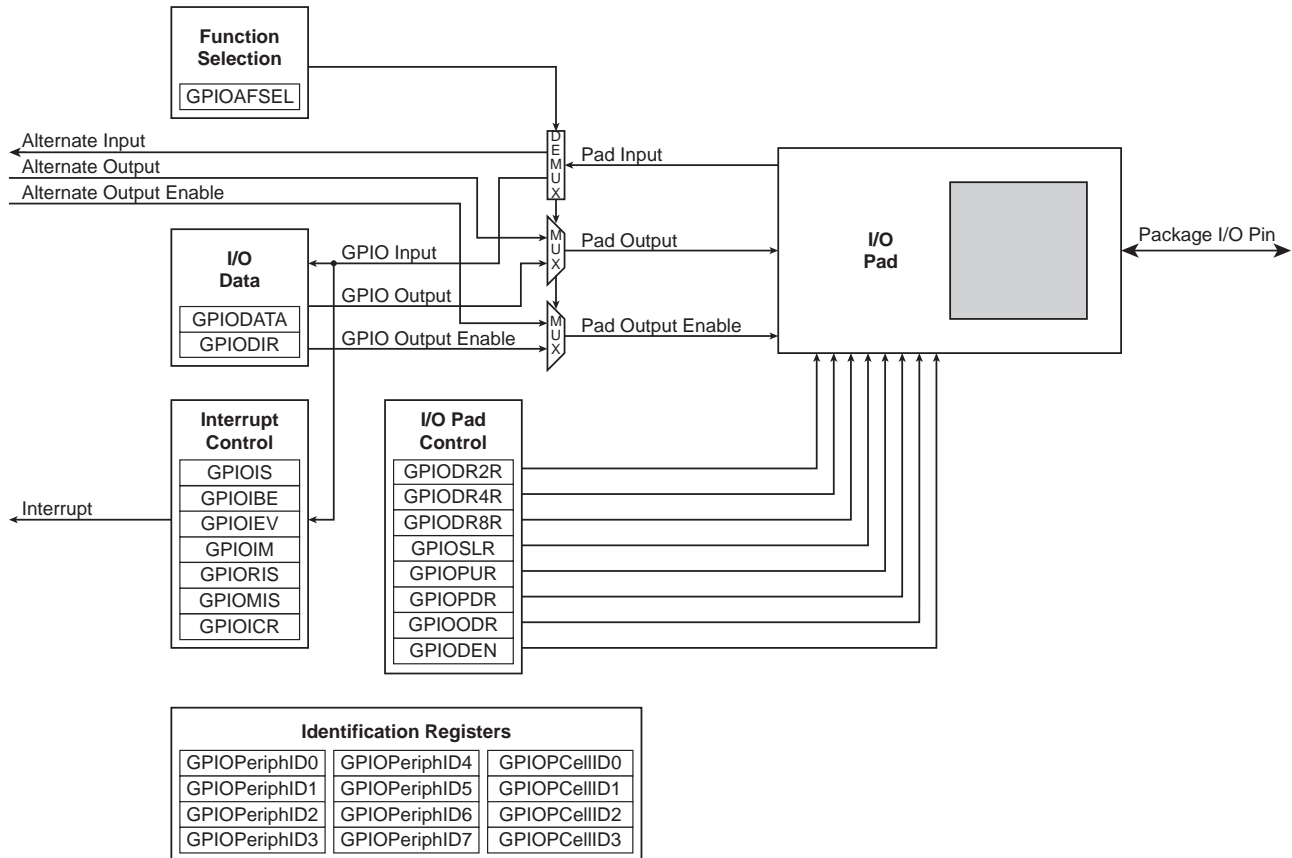 Function
Selection
GPIOAFSEL
Alternate Input
Alternate Output
Alternate Output Enable
DEMUX
Pad Input
MUX
Pad Output
MUX
Pad Output Enable
I/O
Data
GPIODATA
GPIODIR
GPIO Input
GPIO Output
GPIO Output Enable
I/O
Pad
Package I/O Pin
Interrupt
Interrupt
Control
GPIOIS
GPIOIBE
GPIOIEV
GPIOIM
GPIORIS
GPIOMIS
GPIOICR
I/O Pad
Control
GPIODR2R
GPIODR4R
GPIODR8R
GPIOSLR
GPIOPUR
GPIOPDR
GPIOODR
GPIODEN
Identification Registers
GPIOPeriphID0 GPIOPeriphID4 GPIOPCellID0
GPIOPeriphID1 GPIOPeriphID5 GPIOPCellID1
GPIOPeriphID2 GPIOPeriphID6 GPIOPCellID2
GPIOPeriphID3 GPIOPeriphID7 GPIOPCellID3